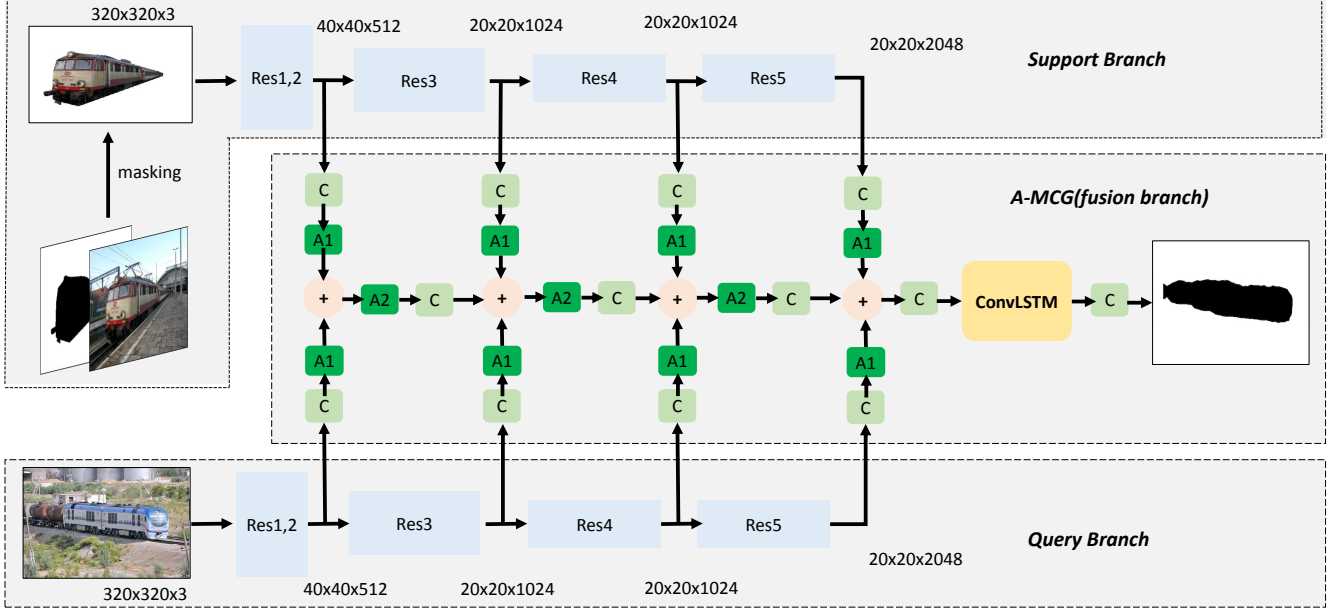 320x320x3
40x40x512
20x20x1024
20x20x1024
20x20x2048
Support Branch
Res1,2
Res3
Res4
Res5
masking
A-MCG(fusion branch)
C
C
C
C
A1
A1
A1
A1
+
A2
C
+
A2
C
+
A2
C
+
C
ConvLSTM
C
A1
A1
A1
A1
C
C
C
C
Res1,2
Res3
Res4
Res5
Query Branch
20x20x2048
320x320x3
40x40x512
20x20x1024
20x20x1024